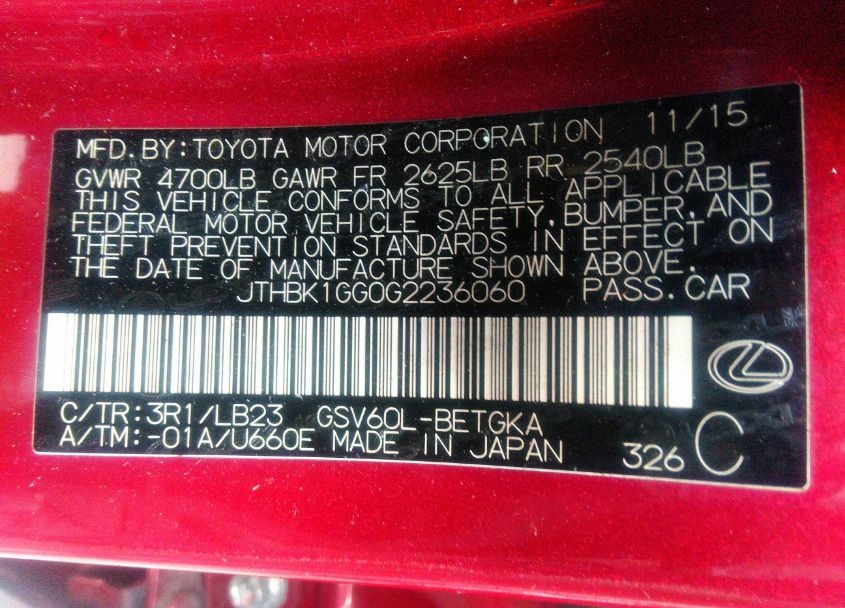 MFD.BY:TOYOTA MOTOR CORPORATION 11/15
GVWR 4700LB GAWR FR 2625LB RR 2540LB
THIS VEHICLE CONFORMS TO ALL APPLICABLE
FEDERAL MOTOR VEHICLE SAFETY,BUMPER,AND
THEFT PREVENTION STANDARDS IN EFFECT ON
THE DATE OF MANUFACTURE SHOWN ABOVE.
JTHBK1GG0G2236060 PASS.CAR
C/TR:3R1/LB23 GSV60L-BETGKA
A/TM:-01A/U660E MADE IN JAPAN 326 C